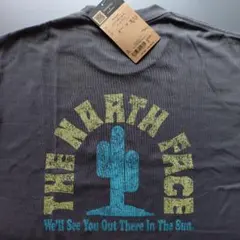 THE NORTH FACE
We'll See You Out There In The Sun.